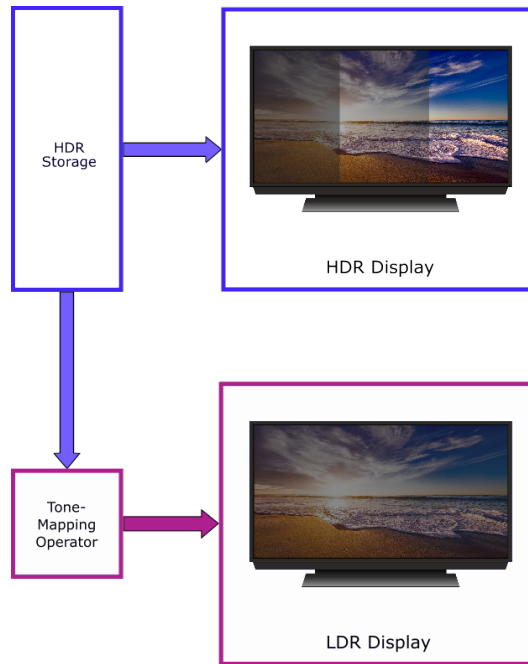 HDR
Storage
HDR Display
Tone-
Mapping
Operator
LDR Display